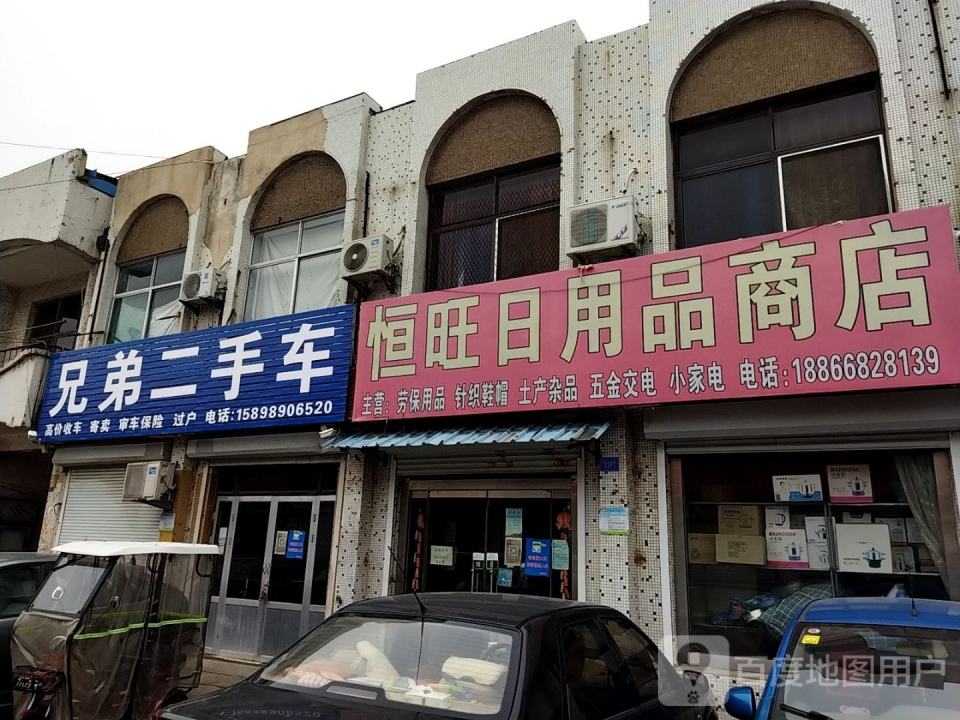 兄弟二手车
高价收车 寄卖 审车保险 过户 电话:15898906520
恒旺日用品商店
主营: 劳保用品 针织鞋帽 土产杂品 五金交电 小家电 电话:18866828139
百度地图用户